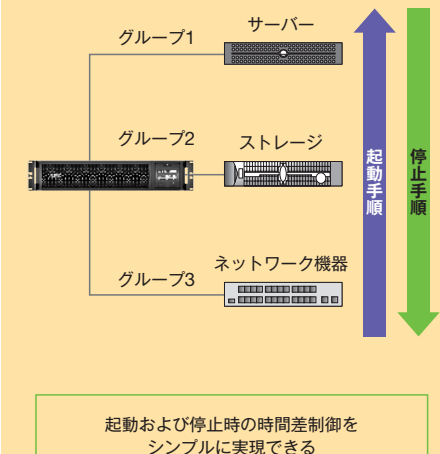 グループ1
サーバー
グループ2
ストレージ
グループ3
ネットワーク機器
起動手順
停止手順
起動および停止時の時間差制御を
シンプルに実現できる